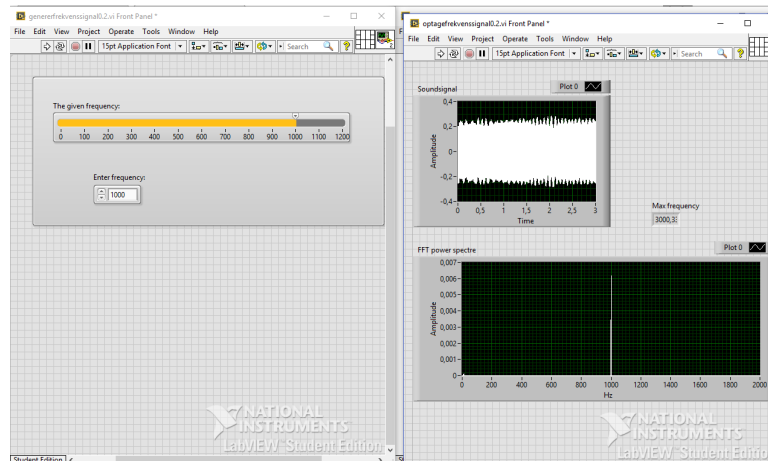 genererfrekvenssignal0.2.vi Front Panel *
File Edit View Project Operate Tools Window Help
15pt Application Font
Search
The given frequency:
0 100 200 300 400 500 600 700 800 900 1000 1100 1200
Enter frequency:
1000
NATIONAL
INSTRUMENTS
LabVIEW Student Edition
Student Edition
optagefrekvenssignal0.2.vi Front Panel *
File Edit View Project Operate Tools Window Help
15pt Application Font
Search
Soundsignal
Plot 0
0,4
0,2
0
-0,2
-0,4
Amplitude
0 0,5 1 1,5 2 2,5 3
Time
Max frequency
3000,3
FFT power spectre
Plot 0
0,007
0,006
0,005
0,004
0,003
0,002
0,001
0
Amplitude
0 200 400 600 800 1000 1200 1400 1600 1800 2000
Hz
NATIONAL
INSTRUMENTS
LabVIEW Student Edition